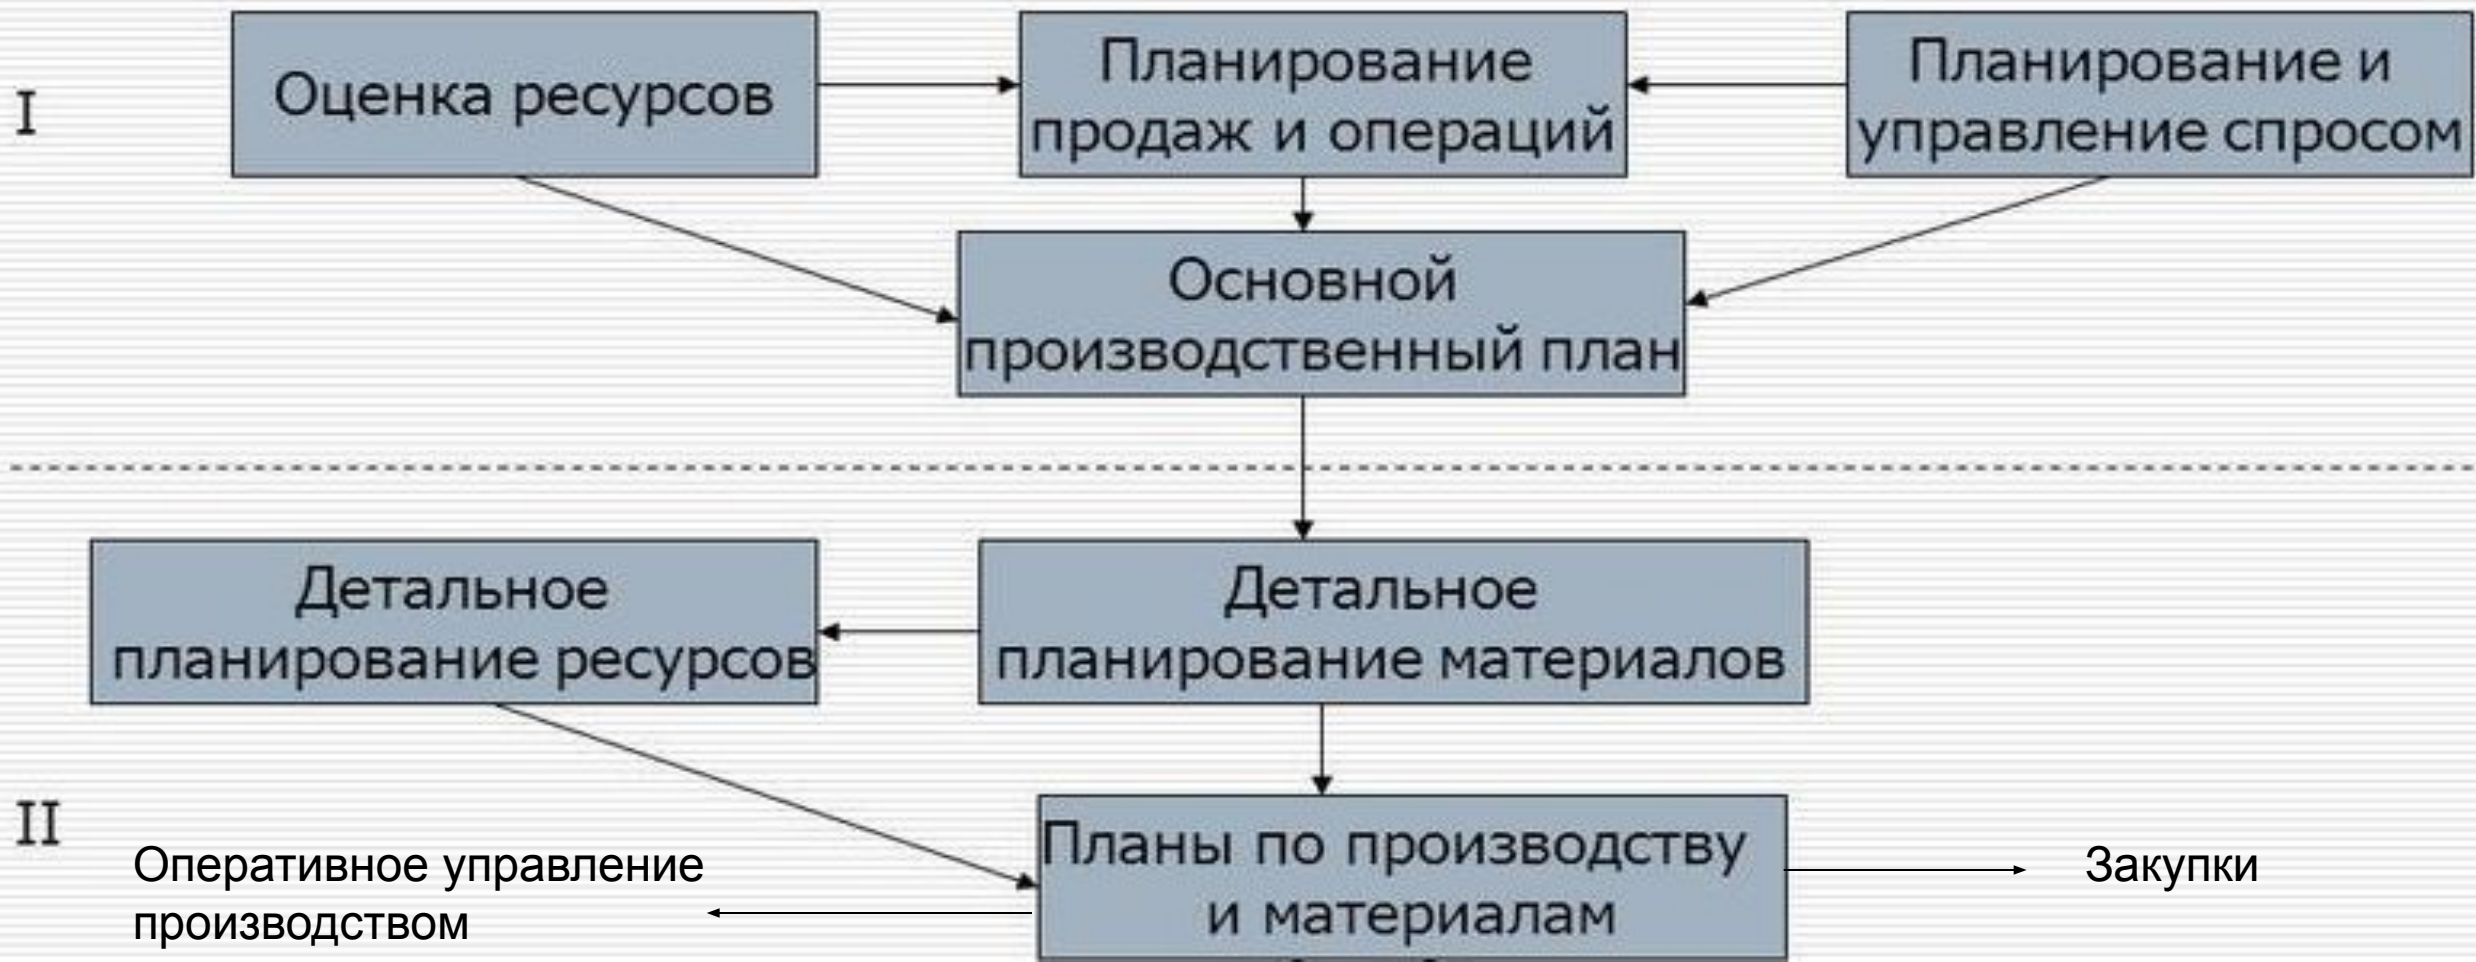 I
Оценка ресурсов
Планирование
продаж и операций
Планирование и
управление спросом
Основной
производственный план
Детальное
планирование ресурсов
Детальное
планирование материалов
II
Оперативное управление
производством
Планы по производству
и материалам
Закупки